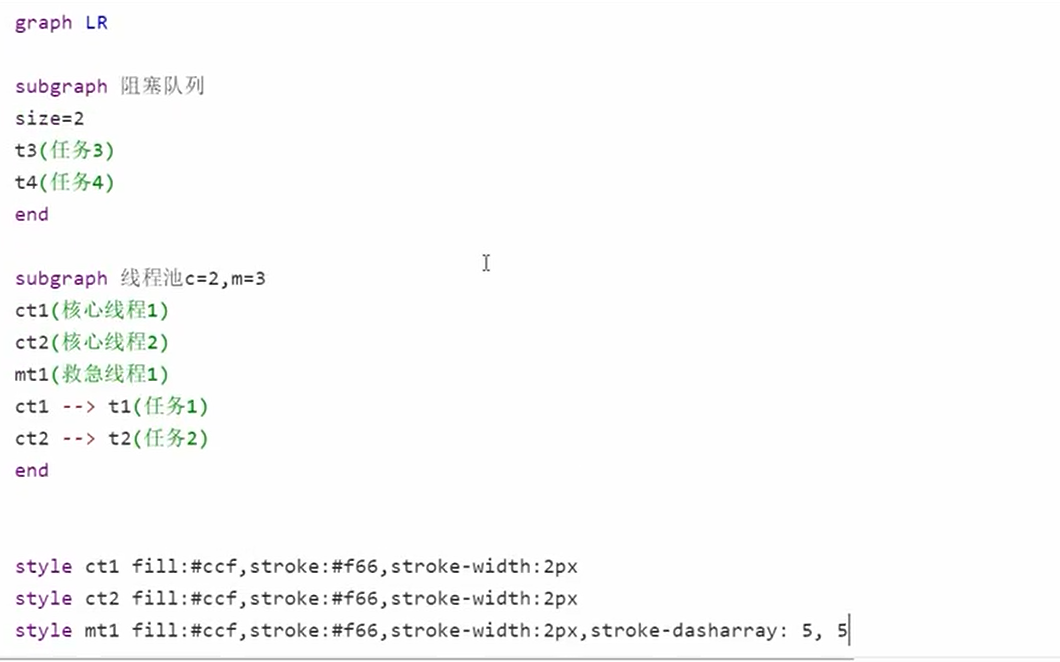 graph LR
subgraph 阻塞队列
size=2
t3(任务3)
t4(任务4)
end
subgraph 线程池c=2,m=3
ct1(核心线程1)
ct2(核心线程2)
mt1(救急线程1)
ct1 --> t1(任务1)
ct2 --> t2(任务2)
end
style ct1 fill:#ccf,stroke:#f66,stroke-width:2px
style ct2 fill:#ccf,stroke:#f66,stroke-width:2px
style mt1 fill:#ccf,stroke:#f66,stroke-width:2px,stroke-dasharray: 5, 5